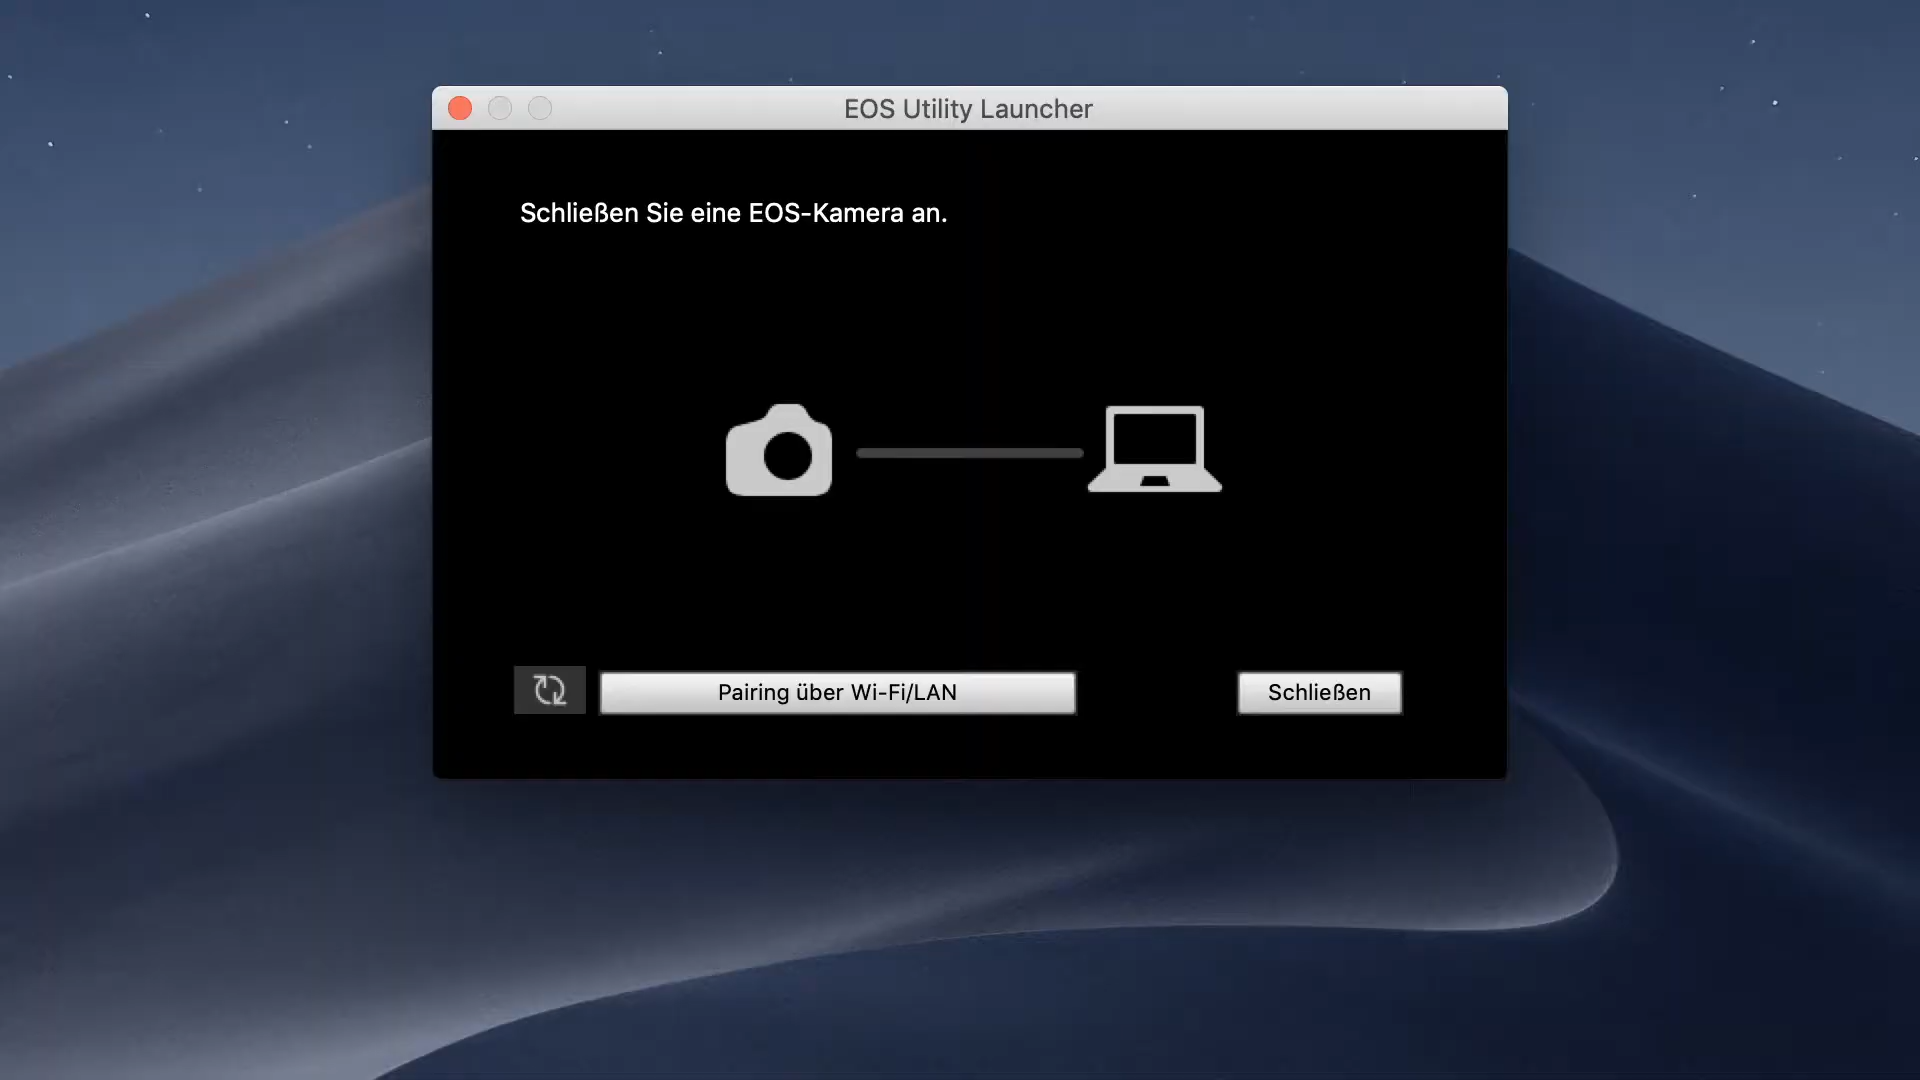 EOS Utility Launcher
Schließen Sie eine EOS-Kamera an.
Pairing über Wi-Fi/LAN
Schließen